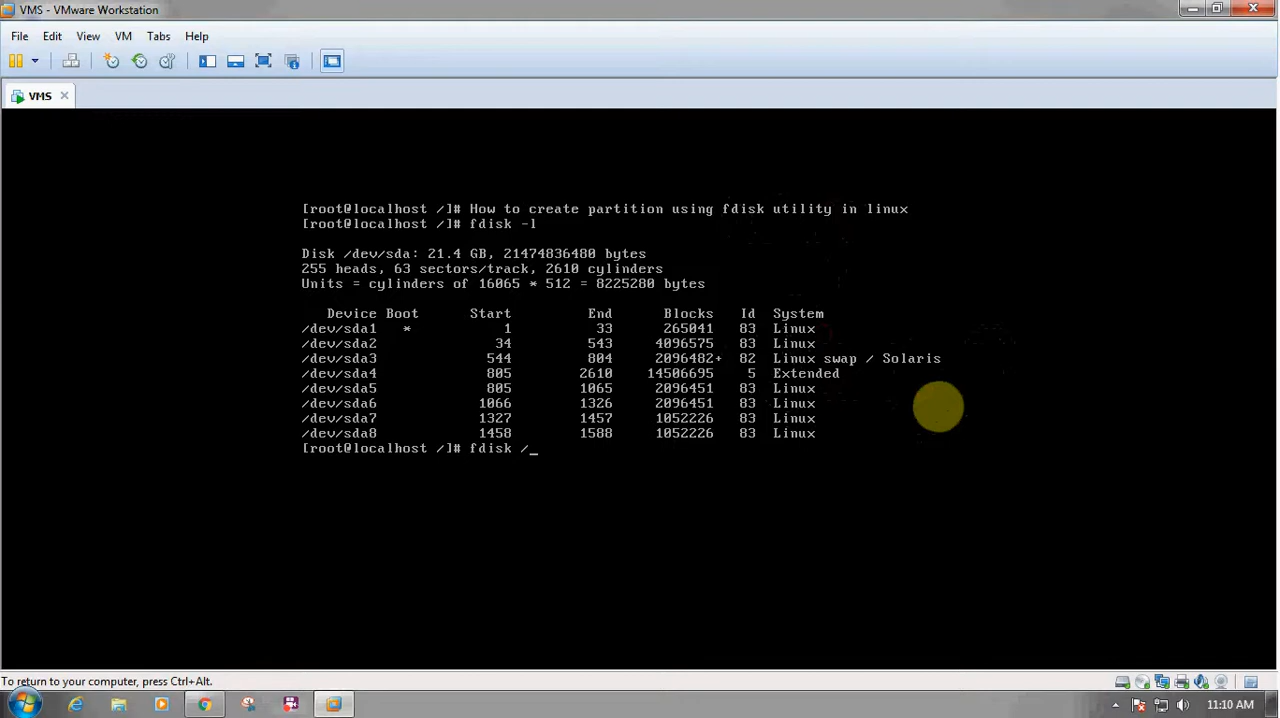 VMS - VMware Workstation
File Edit View VM Tabs Help
VMS
[root@localhost /]# How to create partition using fdisk utility in linux
[root@localhost /]# fdisk -l
Disk /dev/sda: 21.4 GB, 21474836480 bytes
255 heads, 63 sectors/track, 2610 cylinders
Units = cylinders of 16065 * 512 = 8225280 bytes
Device Boot Start End Blocks Id System
/dev/sda1 * 1 33 265041 83 Linux
/dev/sda2 34 543 4096575 83 Linux
/dev/sda3 544 804 2096482+ 82 Linux swap / Solaris
/dev/sda4 805 2610 14506695 5 Extended
/dev/sda5 805 1065 2096451 83 Linux
/dev/sda6 1066 1326 2096451 83 Linux
/dev/sda7 1327 1457 1052226 83 Linux
/dev/sda8 1458 1588 1052226 83 Linux
[root@localhost /]# fdisk /_
To return to your computer, press Ctrl+Alt.
11:10 AM